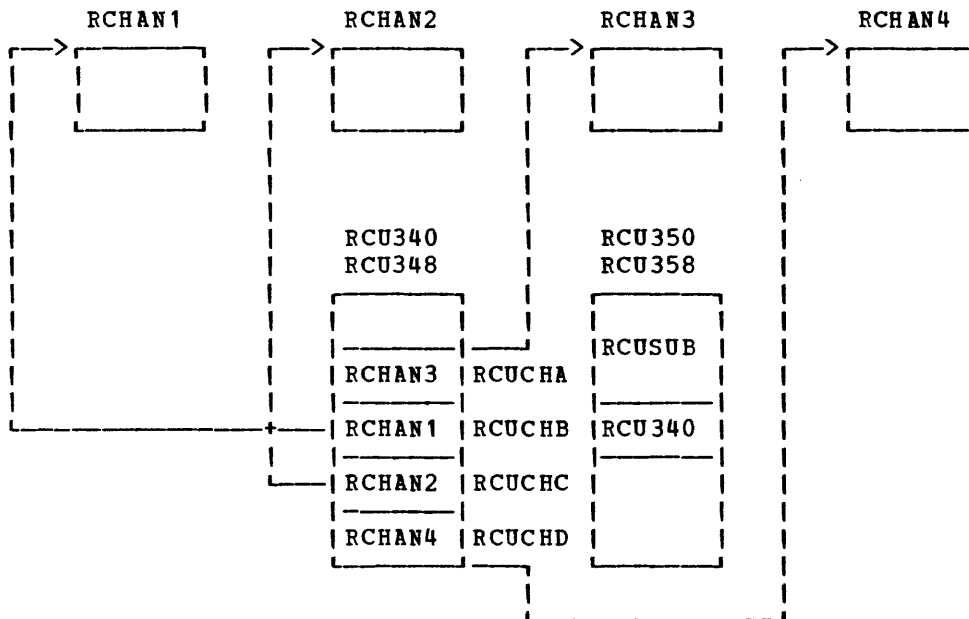 RCHAN1 RCHAN2 RCHAN3 RCHAN4
RCU340 RCU350
RCU348 RCU358
RCUSUB
RCHAN3 RCUCHA
RCHAN1 RCUCHB RCU340
RCHAN2 RCUCHC
RCHAN4 RCUCHD